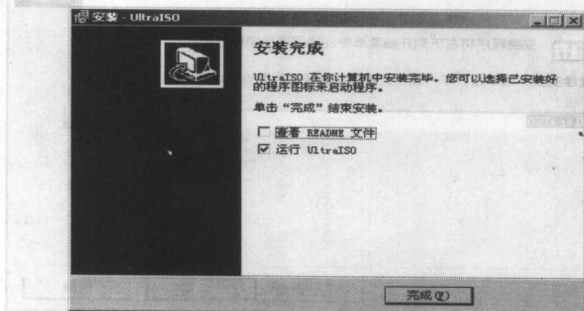 安装 - UltraISO
安装完成
UltraISO 在你计算机中安装完毕。您可以选择已安装好
的程序图标来启动程序。
单击“完成”结束安装。
查看 README 文件
运行 UltraISO
完成(F)